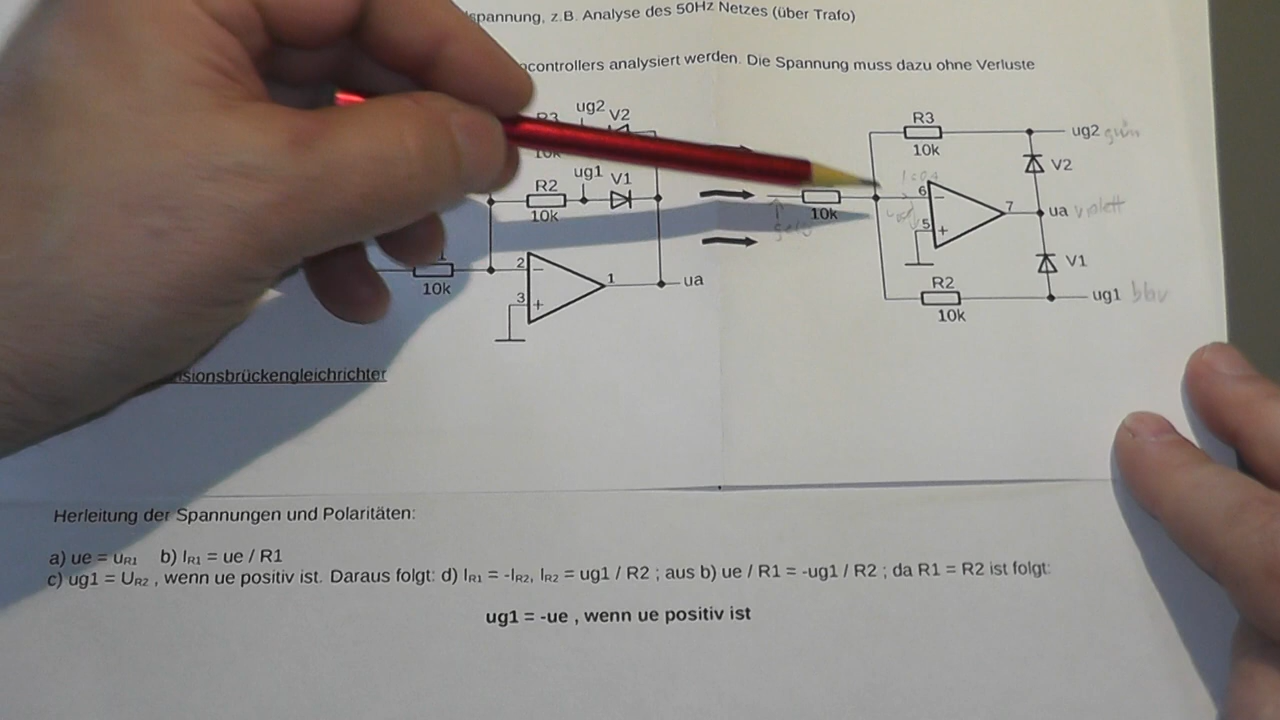 spannung, z.B. Analyse des 50Hz Netzes (über Trafo)
ocontrollers analysiert werden. Die Spannung muss dazu ohne Verluste
R3 ug2 V2
10k
R2 ug1 V1
10k
10k
2
3
1
ua
10k
R3
10k
ug2 grün
V2
6
5
7
ua violett
V1
R2
10k
ug1 blau
sionsbrückengleichrichter
Herleitung der Spannungen und Polaritäten:
a) ue = UR1 b) IR1 = ue / R1
c) ug1 = UR2 , wenn ue positiv ist. Daraus folgt: d) IR1 = -IR2, IR2 = ug1 / R2 ; aus b) ue / R1 = -ug1 / R2 ; da R1 = R2 ist folgt:
ug1 = -ue , wenn ue positiv ist